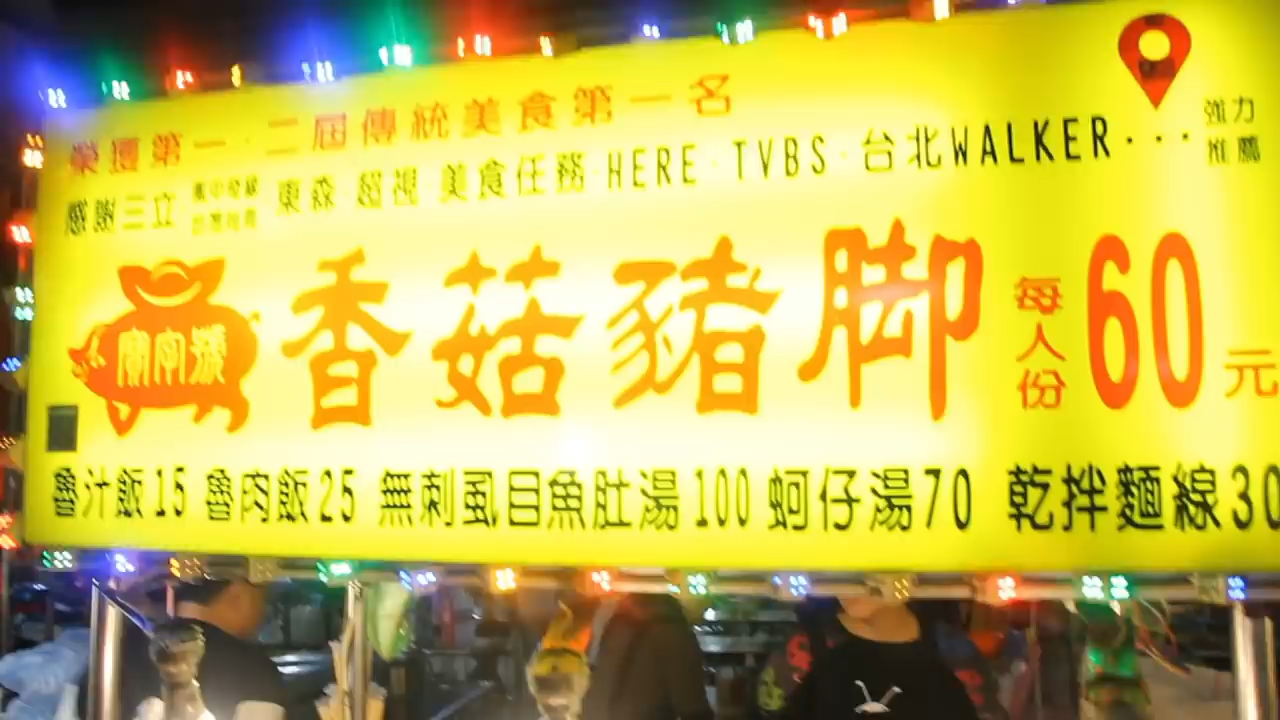 榮獲第一·二屆傳統美食第一名
感謝三立 東森 超視 美食任務·HERE·TVBS·台北WALKER··· 強力推薦
香菇豬脚 每人份 60元
魯汁飯15 魯肉飯25 無刺虱目魚肚湯100 蚵仔湯70 乾拌麵線30